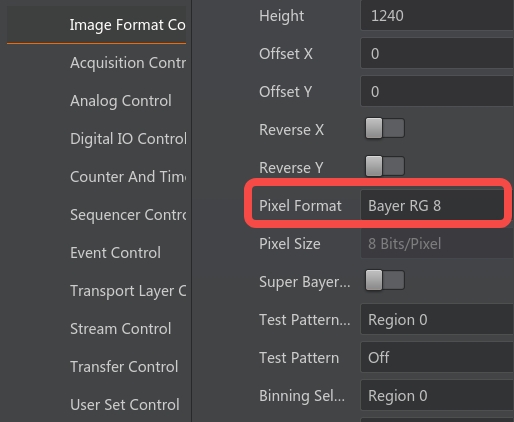 Image Format Co
Acquisition Contr
Analog Control
Digital IO Control
Counter And Time
Sequencer Contro
Event Control
Transport Layer C
Stream Control
Transfer Control
User Set Control
Height 1240
Offset X 0
Offset Y 0
Reverse X
Reverse Y
Pixel Format Bayer RG 8
Pixel Size 8 Bits/Pixel
Super Bayer...
Test Pattern... Region 0
Test Pattern Off
Binning Sel... Region 0